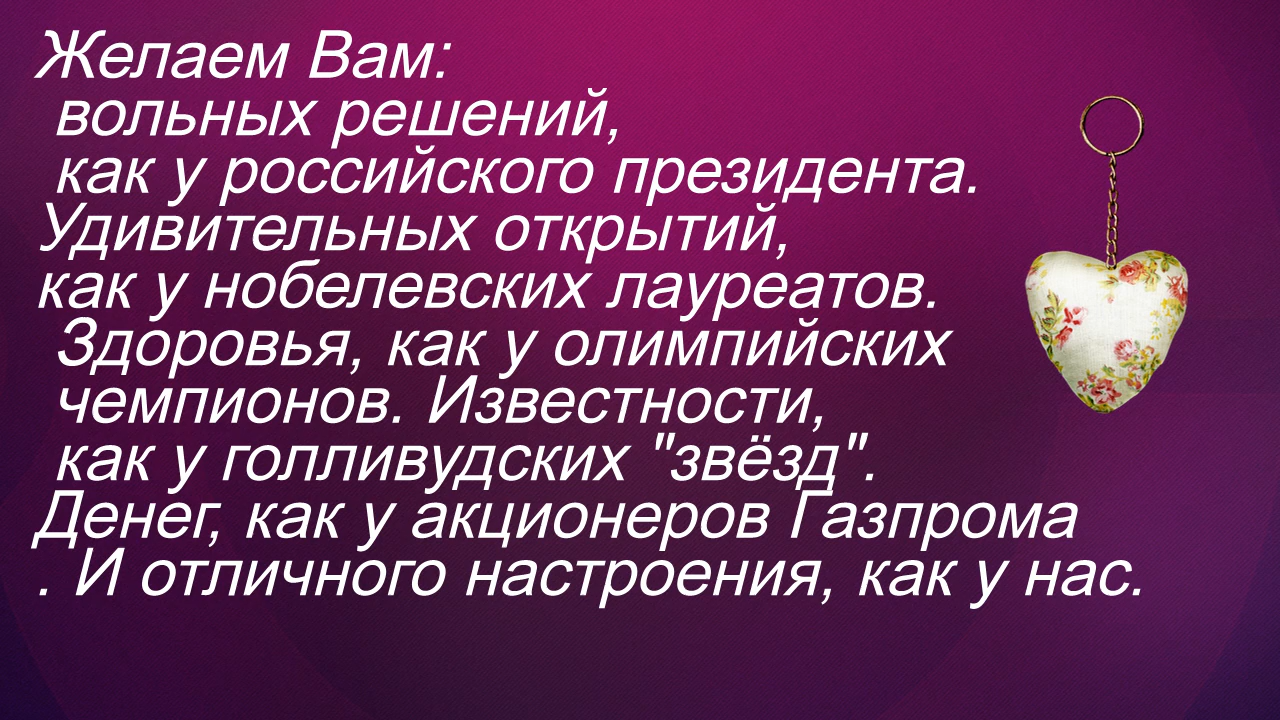 Желаем Вам:
вольных решений,
как у российского президента.
Удивительных открытий,
как у нобелевских лауреатов.
Здоровья, как у олимпийских
чемпионов. Известности,
как у голливудских "звёзд".
Денег, как у акционеров Газпрома
. И отличного настроения, как у нас.